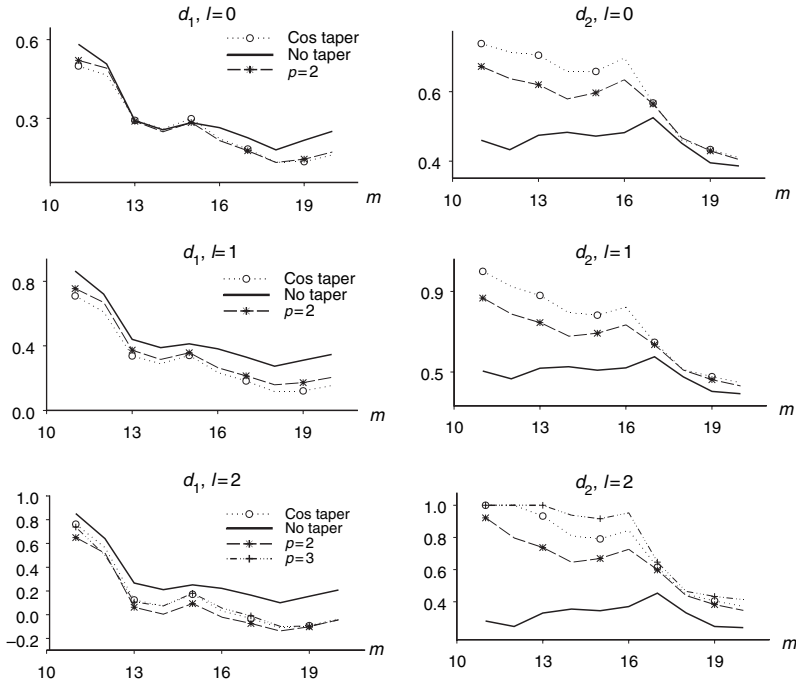 d1, l=0
0.6
0.3
10 13 16 19
m
Cos taper
No taper
p=2
d2, l=0
0.6
0.4
10 13 16 19
m
d1, l=1
0.8
0.4
0.0
10 13 16 19
m
Cos taper
No taper
p=2
d2, l=1
0.9
0.5
10 13 16 19
m
d1, l=2
1.0
0.8
0.6
0.4
0.2
0.0
−0.2
10 13 16 19
m
Cos taper
No taper
p=2
p=3
d2, l=2
1.0
0.8
0.6
0.4
10 13 16 19
m